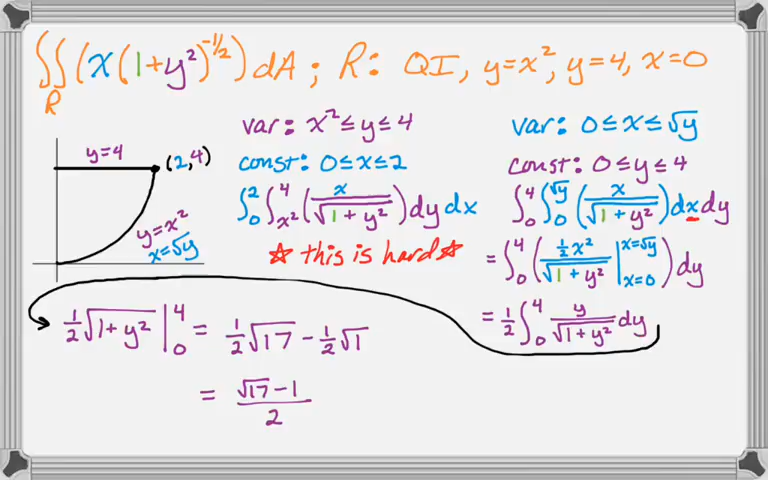 ∬_R (x(1+y²)^(-1/2)) dA ; R: QI, y=x², y=4, x=0
y=4
(2,4)
y=x²
x=√y
var: x² ≤ y ≤ 4
const: 0 ≤ x ≤ 2
∫_0^2 ∫_{x²}^4 (x/√(1+y²)) dy dx
☆ this is hard ☆
var: 0 ≤ x ≤ √y
const: 0 ≤ y ≤ 4
∫_0^4 ∫_0^{√y} (x/√(1+y²)) dx dy
= ∫_0^4 (½x²/√(1+y²) |_{x=0}^{x=√y}) dy
= ½ ∫_0^4 y/√(1+y²) dy
½√(1+y²) |_0^4 = ½√17 - ½√1
= (√17 - 1)/2